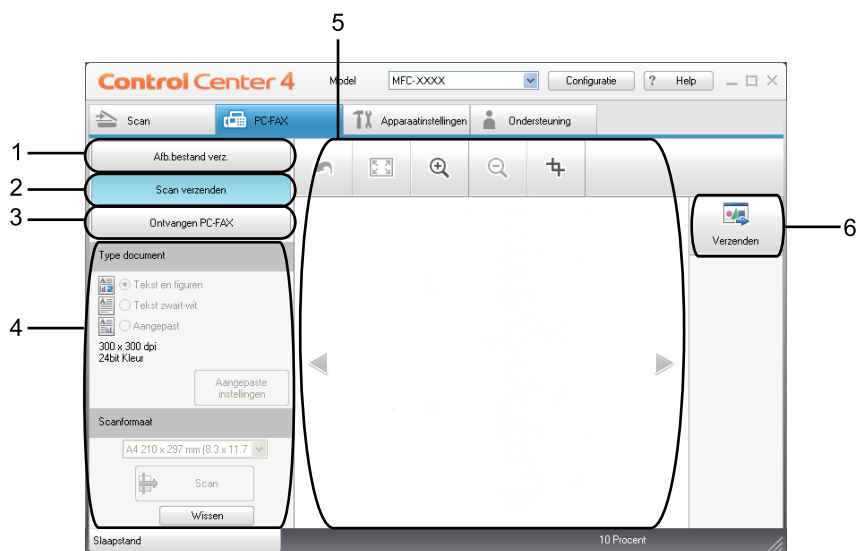 5
Control Center 4 Model MFC-XXXX Configuratie ? Help
Scan PC-FAX Apparaatinstellingen Ondersteuning
1 Afb.bestand verz.
2 Scan verzenden
3 Ontvangen PC-FAX
Verzenden 6
4
Type document
Tekst en figuren
Tekst zwart-wit
Aangepast
300 x 300 dpi
24bit Kleur
Aangepaste
instellingen
Scanformaat
A4 210 x 297 mm (8.3 x 11.7
Scan
Wissen
Slaapstand 10 Procent